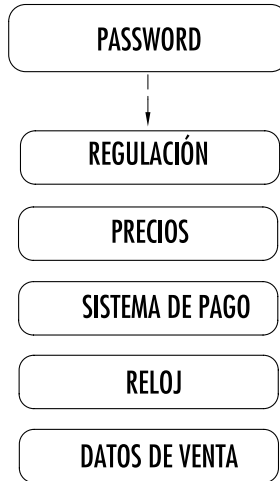 PASSWORD
REGULACIÓN
PRECIOS
SISTEMA DE PAGO
RELOJ
DATOS DE VENTA